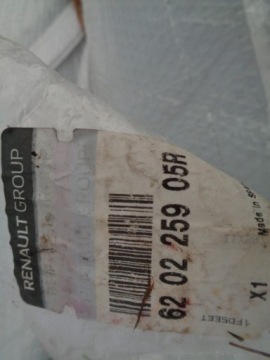 RENAULT GROUP
62 02 259 05R
Made in
X1